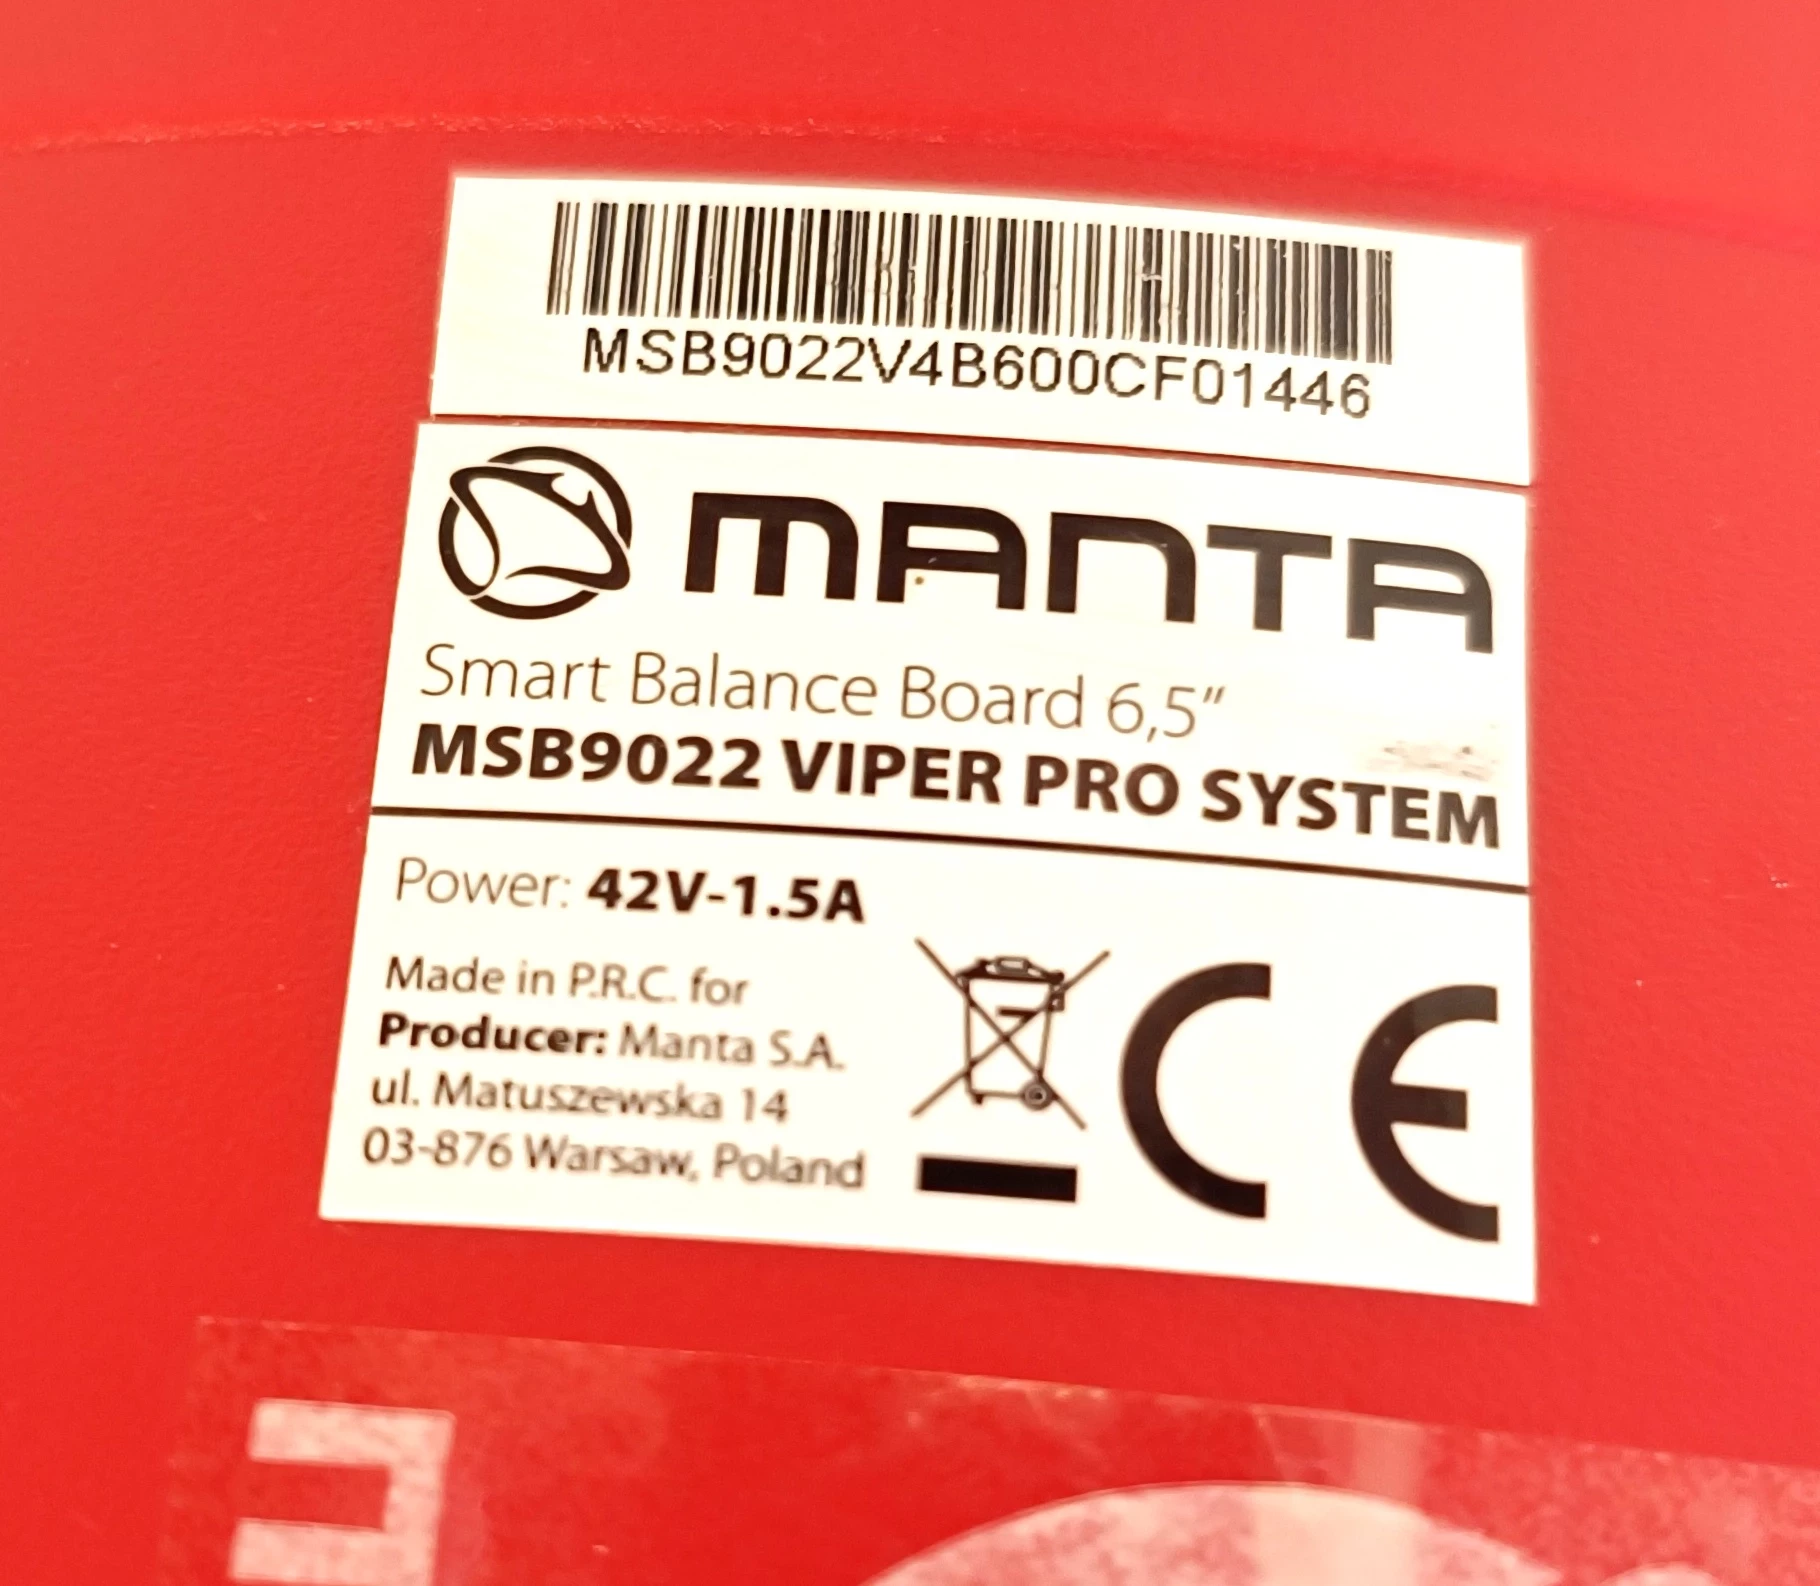 MSB9022V4B600CF01446
MANTA
Smart Balance Board 6,5"
MSB9022 VIPER PRO SYSTEM
Power: 42V-1.5A
Made in P.R.C. for
Producer: Manta S.A.
ul. Matuszewska 14
03-876 Warsaw, Poland
CE